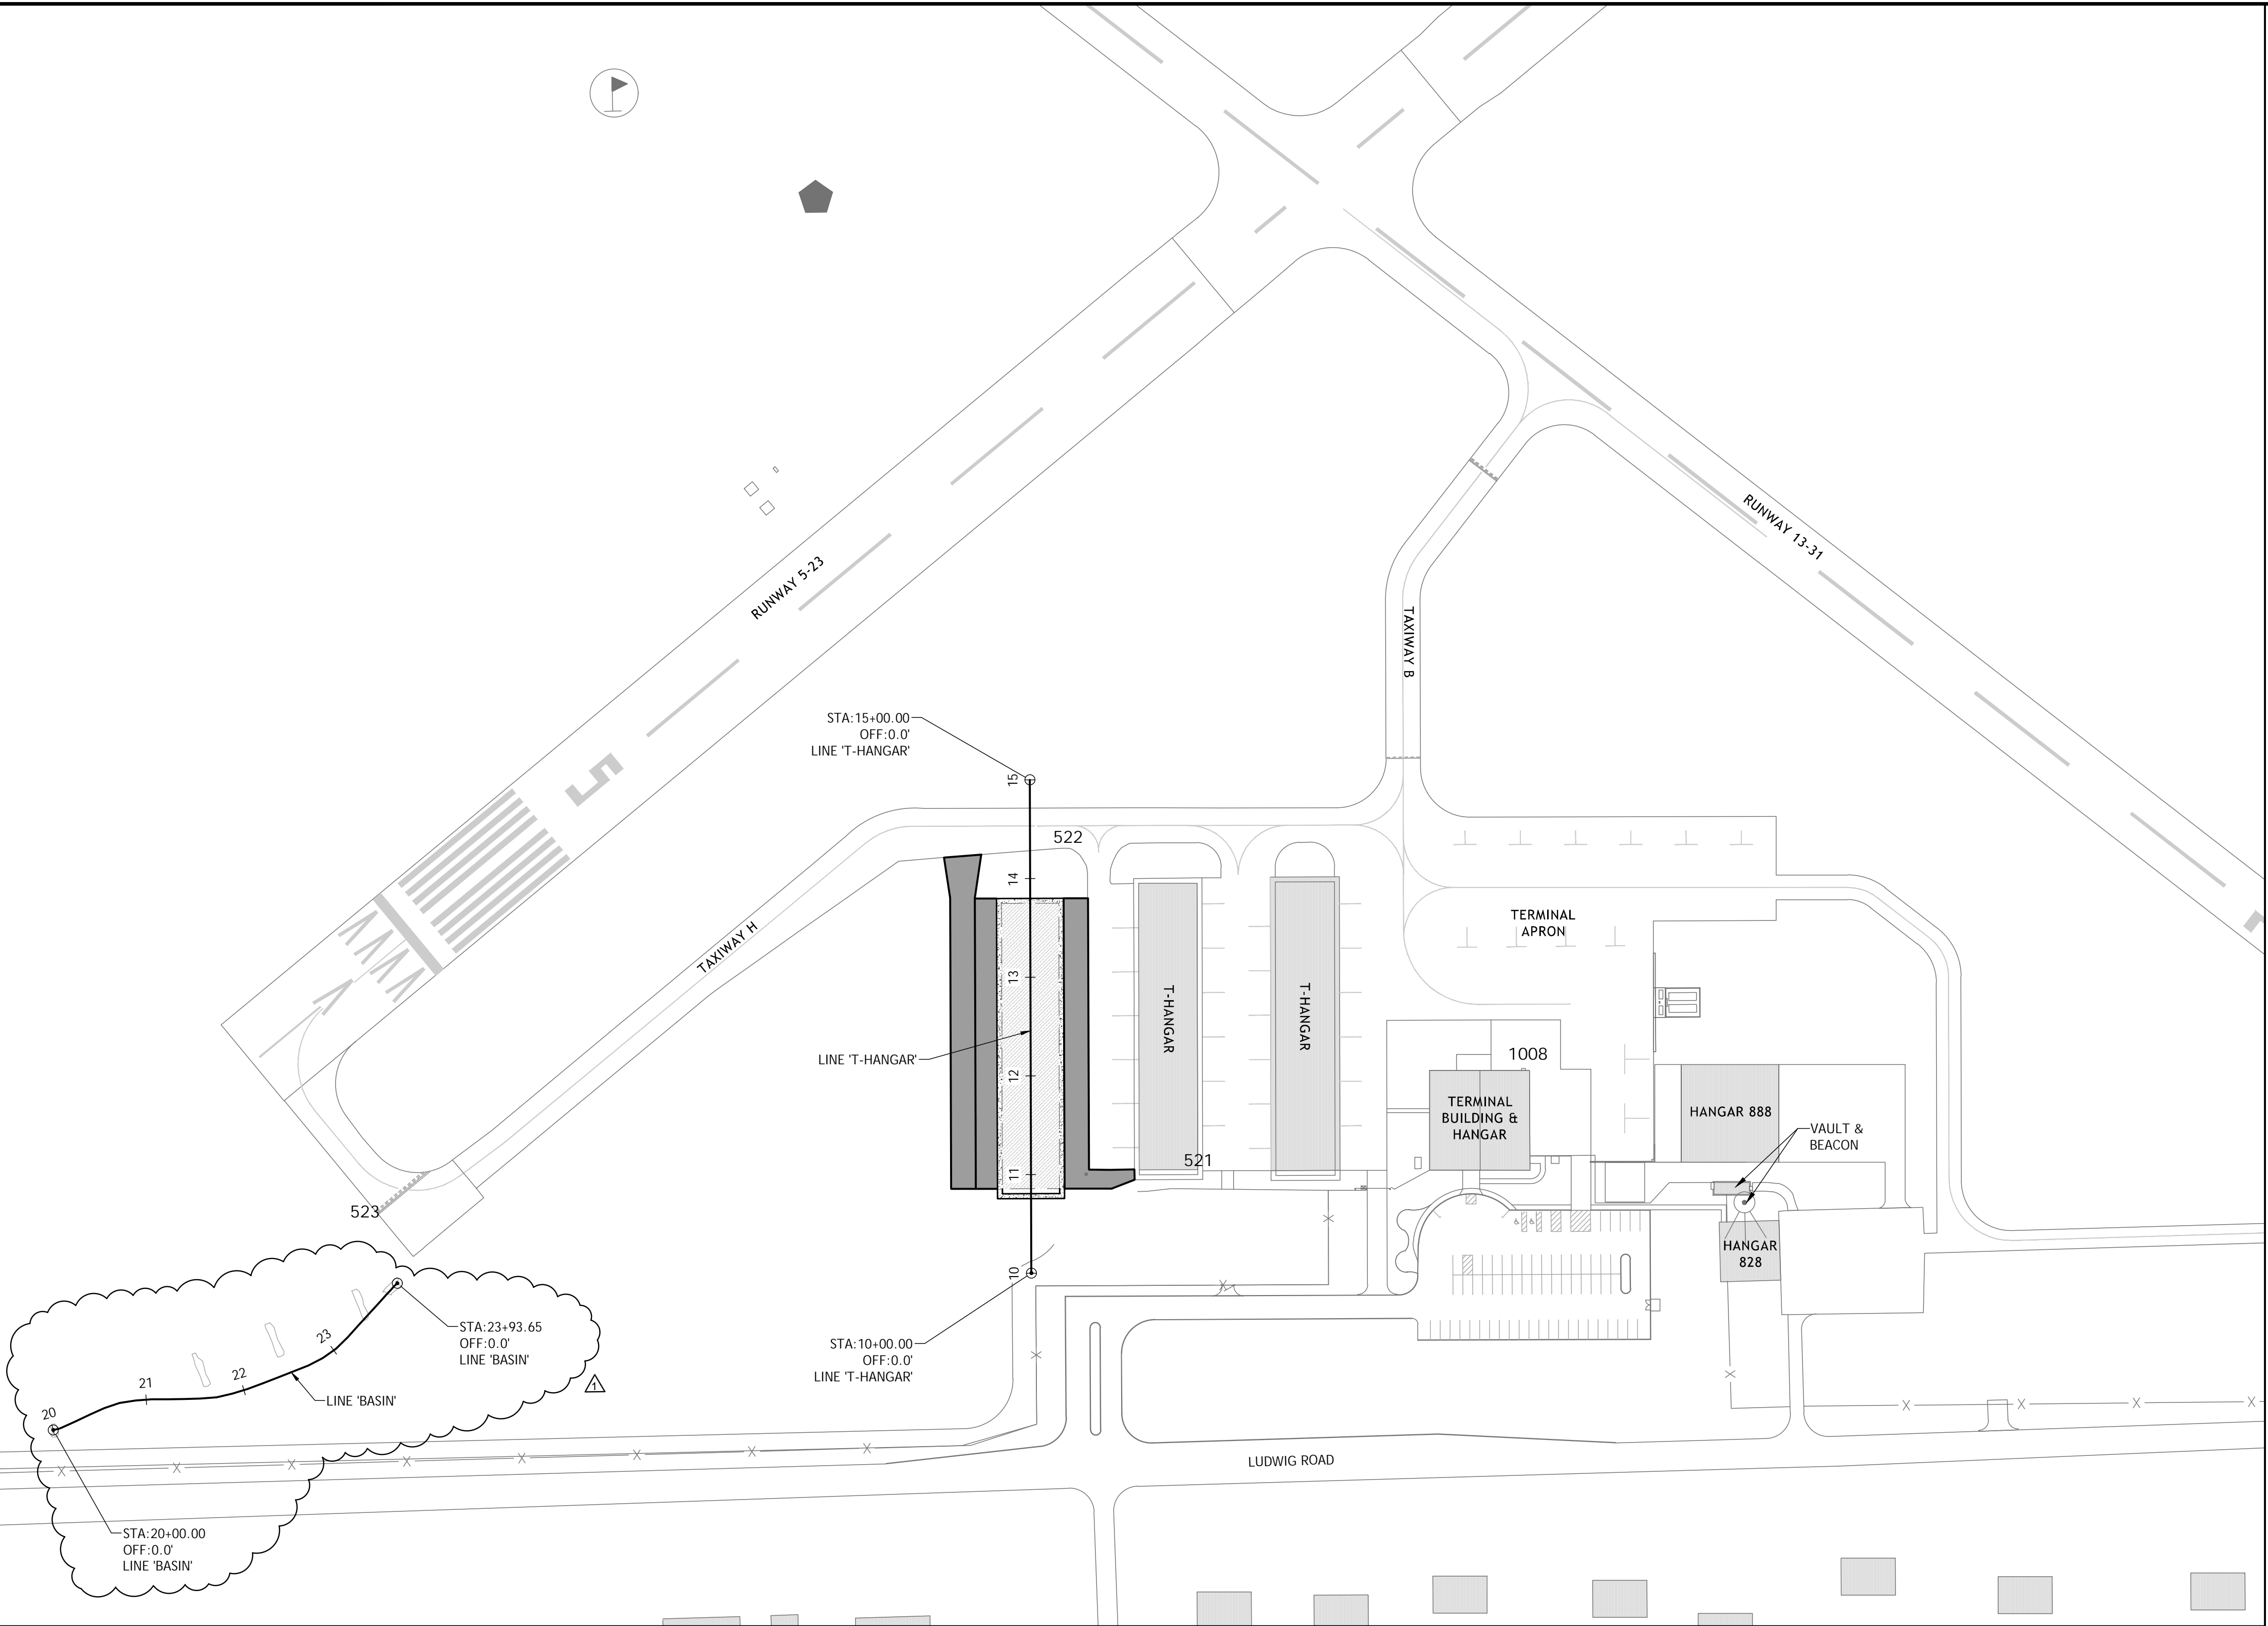 RUNWAY 5-23
RUNWAY 13-31
TAXIWAY B
STA:15+00.00
OFF:0.0'
LINE 'T-HANGAR'
15
5
522
14
TAXIWAY H
TERMINAL
APRON
13
T-HANGAR
T-HANGAR
LINE 'T-HANGAR'
12
1008
TERMINAL
BUILDING &
HANGAR
HANGAR 888
VAULT &
BEACON
11
521
523
HANGAR
828
10
STA:10+00.00
OFF:0.0'
LINE 'T-HANGAR'
STA:23+93.65
OFF:0.0'
LINE 'BASIN'
23
22
21
20
LINE 'BASIN'
1
LUDWIG ROAD
STA:20+00.00
OFF:0.0'
LINE 'BASIN'